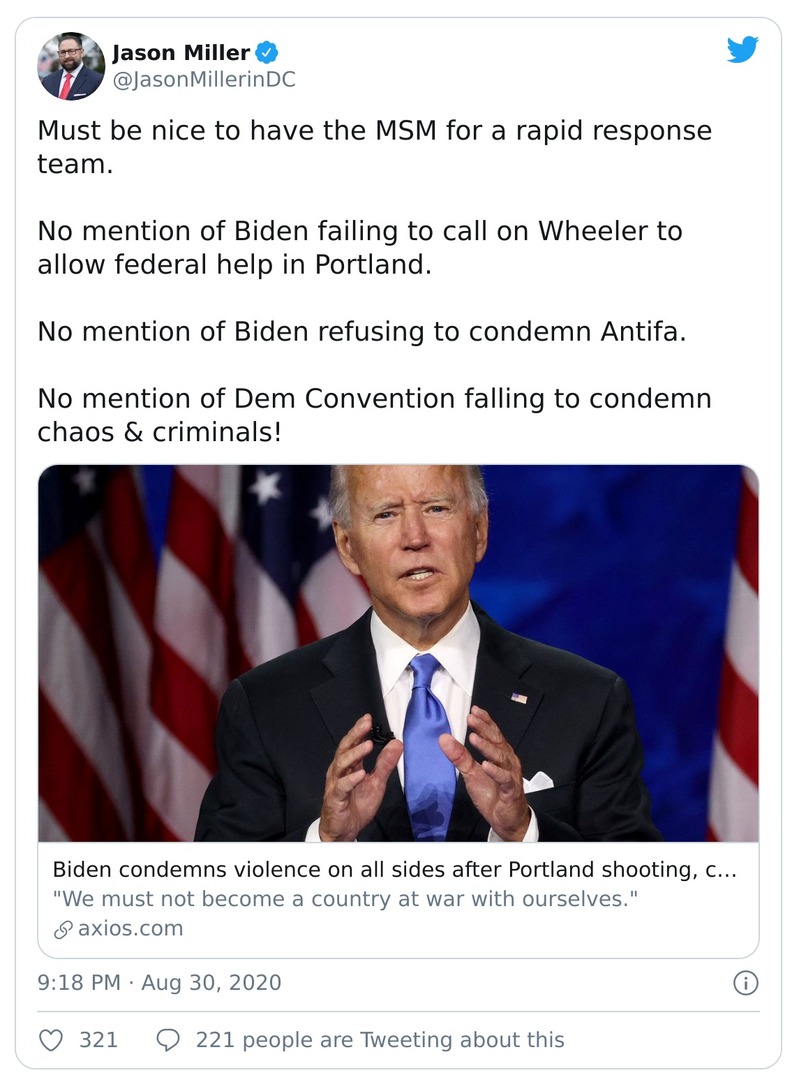 Jason Miller
@JasonMillerinDC
Must be nice to have the MSM for a rapid response
team.
No mention of Biden failing to call on Wheeler to
allow federal help in Portland.
No mention of Biden refusing to condemn Antifa.
No mention of Dem Convention falling to condemn
chaos & criminals!
Biden condemns violence on all sides after Portland shooting, c...
"We must not become a country at war with ourselves."
axios.com
9:18 PM · Aug 30, 2020
321 221 people are Tweeting about this